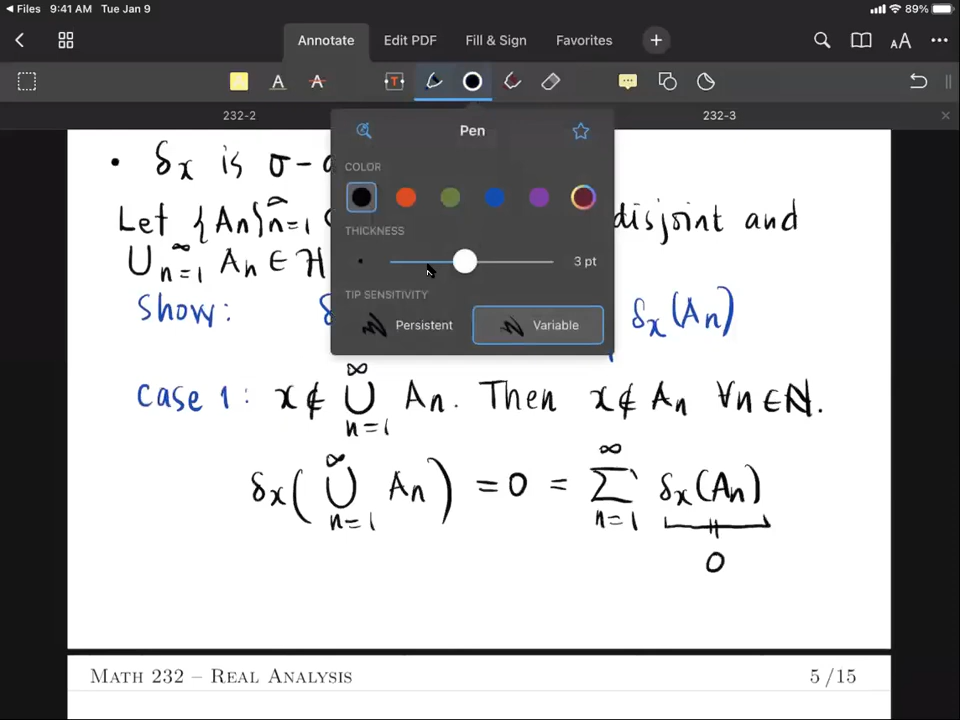 Files 9:41 AM Tue Jan 9 89%
Annotate Edit PDF Fill & Sign Favorites
232-2 232-3
Pen
COLOR
THICKNESS
3 pt
TIP SENSITIVITY
Persistent Variable
• δx is σ-
Let {An}∞n=1 disjoint and
∪∞n=1 An ∈
Show: δx(An)
Case 1: x ∉ ∞∪n=1 An. Then x ∉ An ∀n ∈ ℕ.
δx(∞∪n=1 An) = 0 = ∞∑n=1 δx(An)
0
MATH 232 – REAL ANALYSIS 5/15